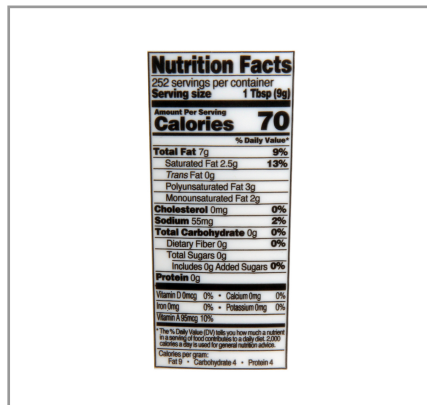 Nutrition Facts
252 servings per container
Serving size 1 Tbsp (9g)
Amount Per Serving
Calories 70
% Daily Value*
Total Fat 7g 9%
Saturated Fat 2.5g 13%
Trans Fat 0g
Polyunsaturated Fat 3g
Monounsaturated Fat 2g
Cholesterol 0mg 0%
Sodium 55mg 2%
Total Carbohydrate 0g 0%
Dietary Fiber 0g 0%
Total Sugars 0g
Includes 0g Added Sugars 0%
Protein 0g
Vitamin D 0mcg 0% • Calcium 0mg 0%
Iron 0mg 0% • Potassium 0mg 0%
Vitamin A 95mcg 10%
* The % Daily Value (DV) tells you how much a nutrient
in a serving of food contributes to a daily diet. 2,000
calories a day is used for general nutrition advice.
Calories per gram:
Fat 9 • Carbohydrate 4 • Protein 4